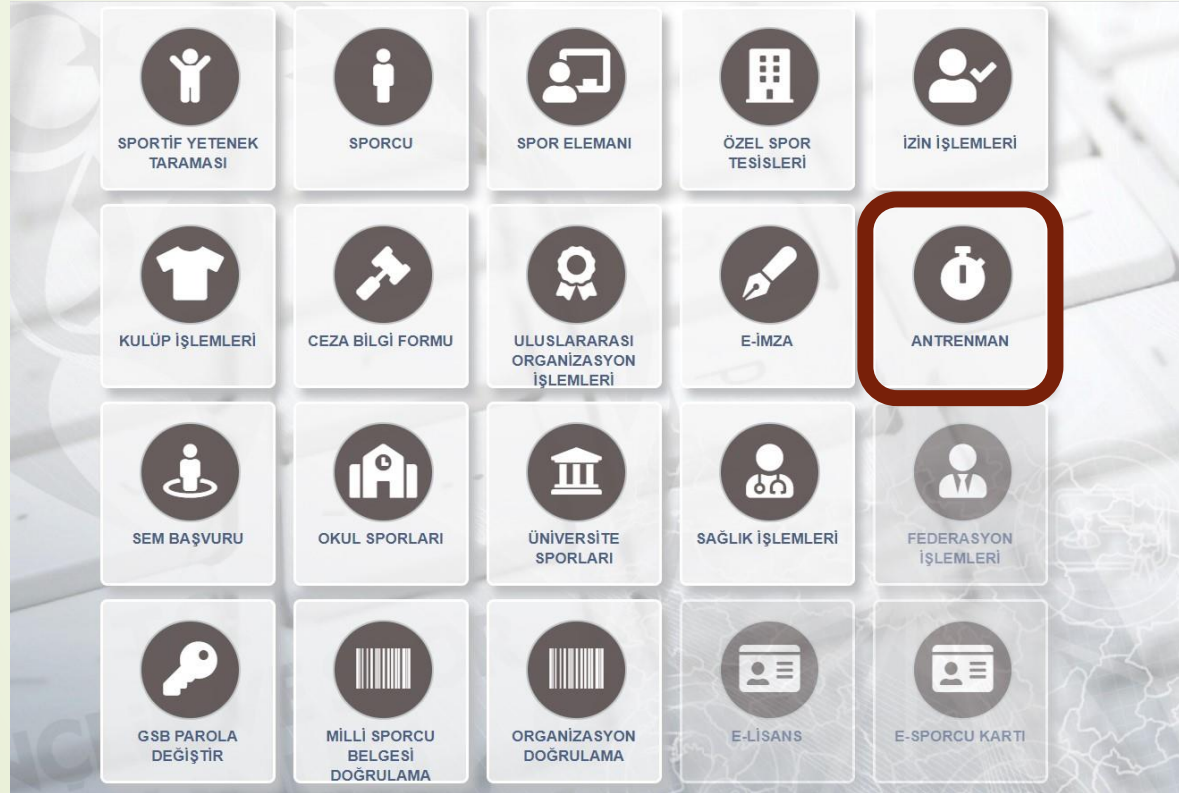 SPORTİF YETENEK
TARAMASI
SPORCU
SPOR ELEMANI
ÖZEL SPOR
TESİSLERİ
İZİN İŞLEMLERİ
KULÜP İŞLEMLERİ
CEZA BİLGİ FORMU
ULUSLARARASI
ORGANİZASYON
İŞLEMLERİ
E-İMZA
ANTRENMAN
SEM BAŞVURU
OKUL SPORLARI
ÜNİVERSİTE
SPORLARI
SAĞLIK İŞLEMLERİ
FEDERASYON
İŞLEMLERİ
GSB PAROLA
DEĞİŞTİR
MİLLİ SPORCU
BELGESİ
DOĞRULAMA
ORGANİZASYON
DOĞRULAMA
E-LİSANS
E-SPORCU KARTI